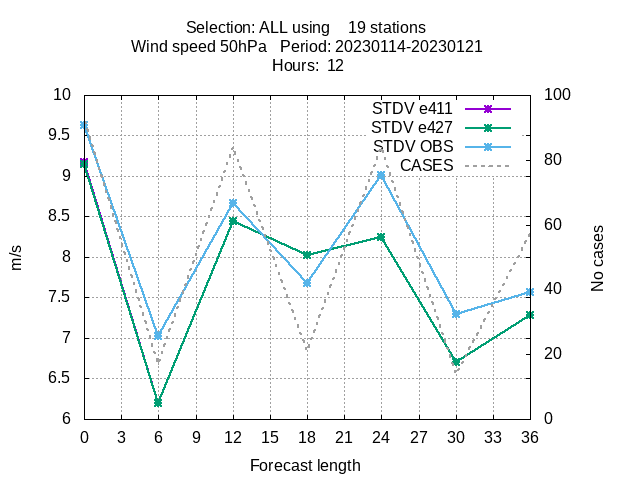 Selection: ALL using    19 stations
Wind speed 50hPa   Period: 20230114-20230121
Hours:  12
10
9.5
9
8.5
8
7.5
7
6.5
6
100
80
60
40
20
0
STDV e411
STDV e427
STDV OBS
CASES
m/s
No cases
0 3 6 9 12 15 18 21 24 27 30 33 36
Forecast length